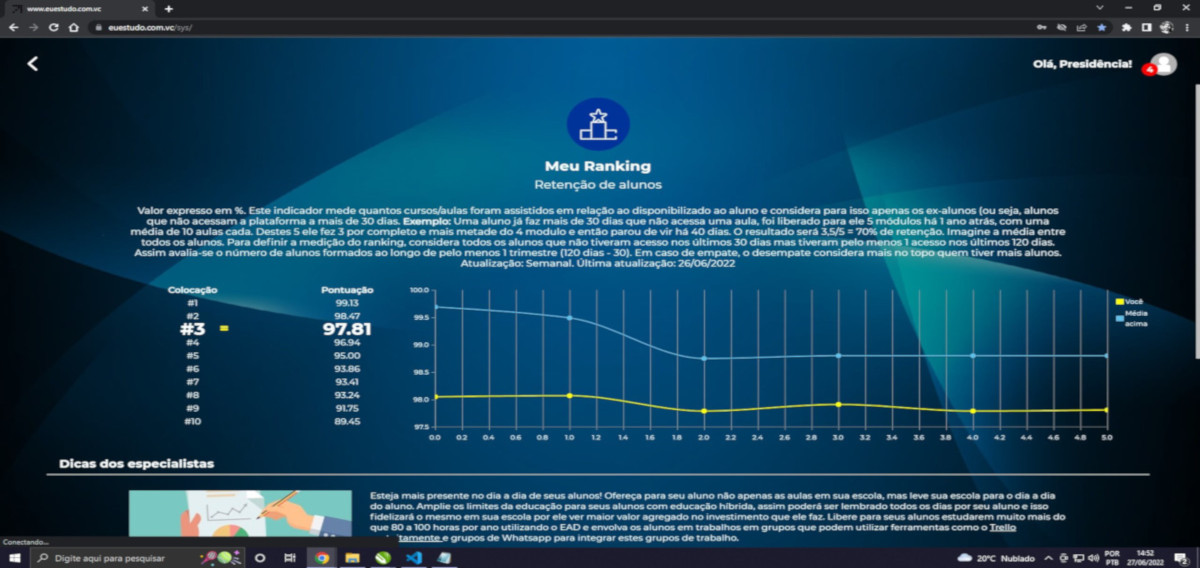 www.euestudo.com.vc
euestudo.com.vc/sys/
Olá, Presidência!
4
Meu Ranking
Retenção de alunos
Valor expresso em %. Este indicador mede quantos cursos/aulas foram assistidos em relação ao disponibilizado ao aluno e considera para isso apenas os ex-alunos (ou seja, alunos
que não acessam a plataforma a mais de 30 dias. Exemplo: Uma aluno já faz mais de 30 dias que não acessa uma aula, foi liberado para ele 5 módulos há 1 ano atrás, com uma
média de 10 aulas cada. Destes 5 ele fez 3 por completo e mais metade do 4 modulo e então parou de vir há 40 dias. O resultado será 3,5/5 = 70% de retenção. Imagine a média entre
todos os alunos. Para definir a medição do ranking, considera todos os alunos que não tiveram acesso nos últimos 30 dias mas tiveram pelo menos 1 acesso nos últimos 120 dias.
Assim avalia-se o número de alunos formados ao longo de pelo menos 1 trimestre (120 dias - 30). Em caso de empate, o desempate considera mais no topo quem tiver mais alunos.
Atualização: Semanal. Última atualização: 26/06/2022
Colocação Pontuação
#1 99.13
#2 98.47
#3 = 97.81
#4 96.94
#5 95.00
#6 93.86
#7 93.41
#8 93.24
#9 91.75
#10 89.45
100.0
99.5
99.0
98.5
98.0
97.5
0.0 0.2 0.4 0.6 0.8 1.0 1.2 1.4 1.6 1.8 2.0 2.2 2.4 2.6 2.8 3.0 3.2 3.4 3.6 3.8 4.0 4.2 4.4 4.6 4.8 5.0
Você
Média
acima
Dicas dos especialistas
Esteja mais presente no dia a dia de seus alunos! Ofereça para seu aluno não apenas as aulas em sua escola, mas leve sua escola para o dia a dia
do aluno. Amplie os limites da educação para seus alunos com educação híbrida, assim poderá ser lembrado todos os dias por seu aluno e isso
fidelizará o mesmo em sua escola por ele ver maior valor agregado no investimento que ele faz. Libere para seus alunos estudarem muito mais do
que 80 a 100 horas por ano utilizando o EAD e envolva os alunos em trabalhos em grupos que podem utilizar ferramentas como o Trello
itamente e grupos de Whatsapp para integrar estes grupos de trabalho.
Conectando...
Digite aqui para pesquisar
20°C Nublado
POR
PTB
14:52
27/06/2022
2